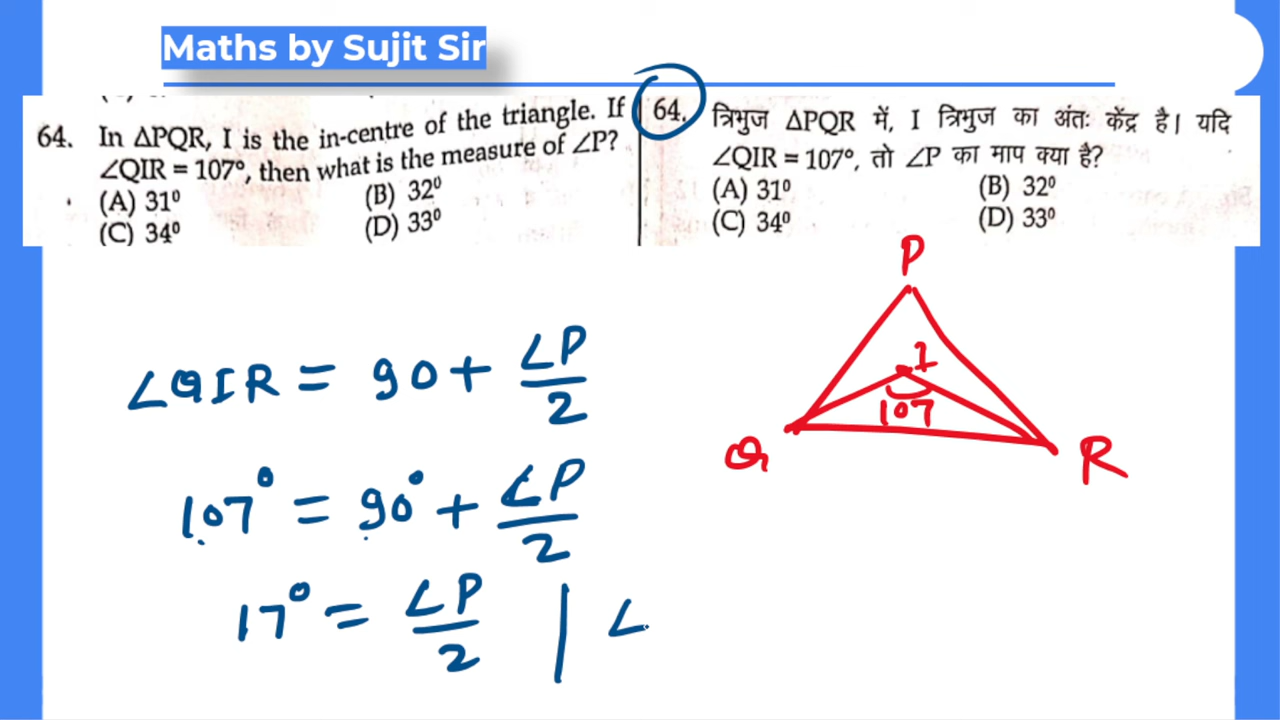 Maths by Sujit Sir
64. In ΔPQR, I is the in-centre of the triangle. If
∠QIR = 107⁰, then what is the measure of ∠P?
(A) 31⁰ (B) 32⁰
(C) 34⁰ (D) 33⁰
64. त्रिभुज ΔPQR में, I त्रिभुज का अंतः केंद्र है। यदि
∠QIR = 107⁰, तो ∠P का माप क्या है?
(A) 31⁰ (B) 32⁰
(C) 34⁰ (D) 33⁰
P
I
107
Q
R
∠QIR = 90 + ∠P/2
107° = 90° + ∠P/2
17° = ∠P/2 | ∠